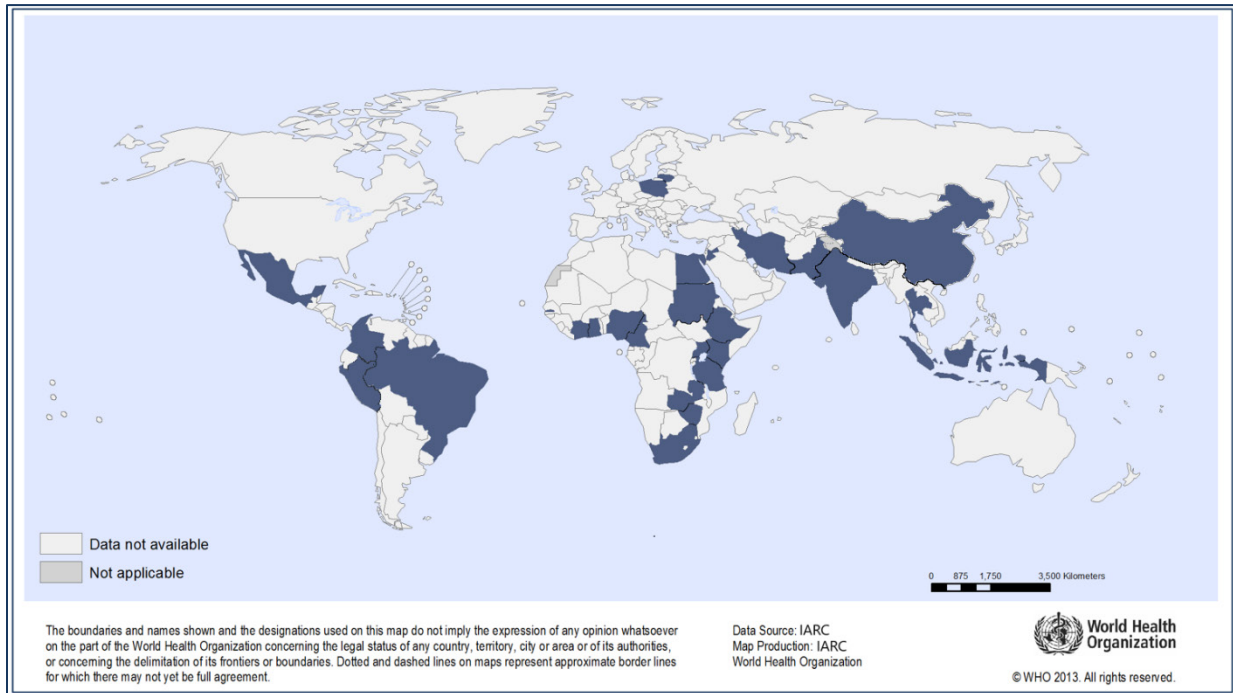 Data not available
Not applicable
0 875 1,750 3,500 Kilometers
The boundaries and names shown and the designations used on this map do not imply the expression of any opinion whatsoever
on the part of the World Health Organization concerning the legal status of any country, territory, city or area or of its authorities,
or concerning the delimitation of its frontiers or boundaries. Dotted and dashed lines on maps represent approximate border lines
for which there may not yet be full agreement.
Data Source: IARC
Map Production: IARC
World Health Organization
World Health
Organization
© WHO 2013. All rights reserved.